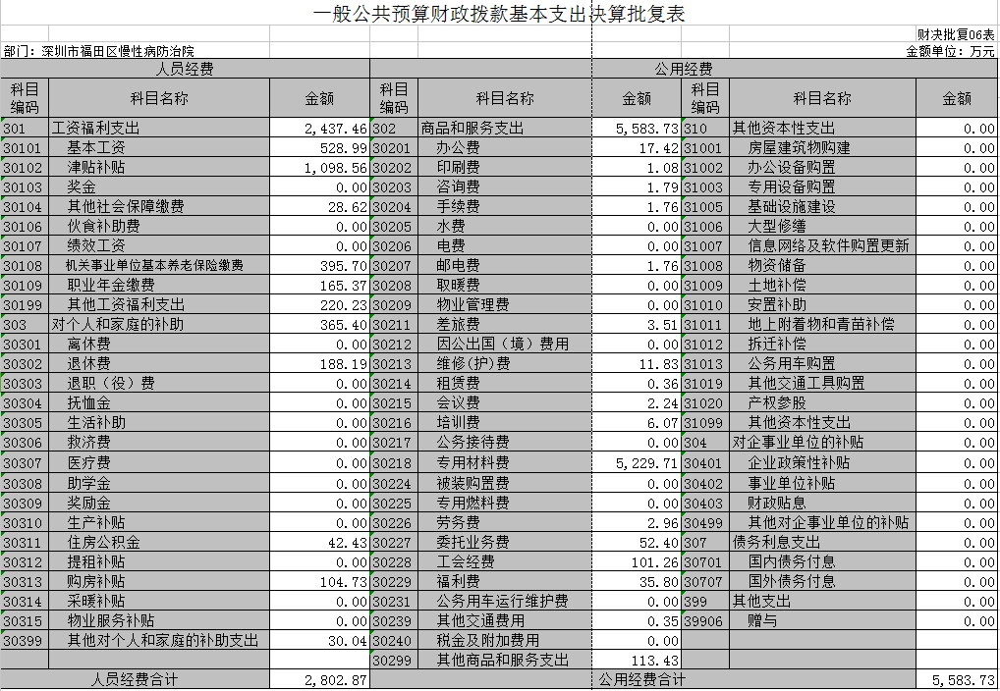 一般公共预算财政拨款基本支出决算批复表
财决批复06表
部门：深圳市福田区慢性病防治院 金额单位：万元
人员经费 公用经费
科目编码 科目名称 金额 科目编码 科目名称 金额 科目编码 科目名称 金额
301 工资福利支出 2,437.46 302 商品和服务支出 5,583.73 310 其他资本性支出 0.00
30101 基本工资 528.99 30201 办公费 17.42 31001 房屋建筑物购建 0.00
30102 津贴补贴 1,098.56 30202 印刷费 1.08 31002 办公设备购置 0.00
30103 奖金 0.00 30203 咨询费 1.79 31003 专用设备购置 0.00
30104 其他社会保障缴费 28.62 30204 手续费 1.76 31005 基础设施建设 0.00
30106 伙食补助费 0.00 30205 水费 0.00 31006 大型修缮 0.00
30107 绩效工资 0.00 30206 电费 0.00 31007 信息网络及软件购置更新 0.00
30108 机关事业单位基本养老保险缴费 395.70 30207 邮电费 1.76 31008 物资储备 0.00
30109 职业年金缴费 165.37 30208 取暖费 0.00 31009 土地补偿 0.00
30199 其他工资福利支出 220.23 30209 物业管理费 0.00 31010 安置补助 0.00
303 对个人和家庭的补助 365.40 30211 差旅费 3.51 31011 地上附着物和青苗补偿 0.00
30301 离休费 0.00 30212 因公出国（境）费用 0.00 31012 拆迁补偿 0.00
30302 退休费 188.19 30213 维修(护)费 11.83 31013 公务用车购置 0.00
30303 退职（役）费 0.00 30214 租赁费 0.36 31019 其他交通工具购置 0.00
30304 抚恤金 0.00 30215 会议费 2.24 31020 产权参股 0.00
30305 生活补助 0.00 30216 培训费 6.07 31099 其他资本性支出 0.00
30306 救济费 0.00 30217 公务接待费 0.00 304 对企事业单位的补贴 0.00
30307 医疗费 0.00 30218 专用材料费 5,229.71 30401 企业政策性补贴 0.00
30308 助学金 0.00 30224 被装购置费 0.00 30402 事业单位补贴 0.00
30309 奖励金 0.00 30225 专用燃料费 0.00 30403 财政贴息 0.00
30310 生产补贴 0.00 30226 劳务费 2.96 30499 其他对企事业单位的补贴 0.00
30311 住房公积金 42.43 30227 委托业务费 52.40 307 债务利息支出 0.00
30312 提租补贴 0.00 30228 工会经费 101.26 30701 国内债务付息 0.00
30313 购房补贴 104.73 30229 福利费 35.80 30707 国外债务付息 0.00
30314 采暖补贴 0.00 30231 公务用车运行维护费 0.00 399 其他支出 0.00
30315 物业服务补贴 0.00 30239 其他交通费用 0.35 39906 赠与 0.00
30399 其他对个人和家庭的补助支出 30.04 30240 税金及附加费用 0.00
30299 其他商品和服务支出 113.43
人员经费合计 2,802.87 公用经费合计 5,583.73